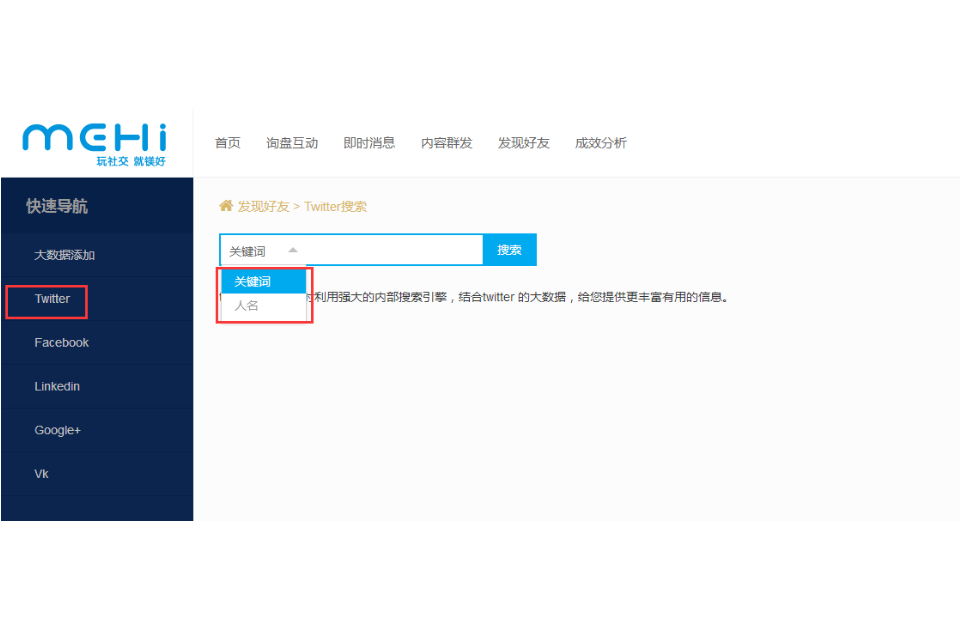 MEHi
玩社交 就镁好
首页 询盘互动 即时消息 内容群发 发现好友 成效分析
快速导航
大数据添加
Twitter
Facebook
Linkedin
Google+
Vk
发现好友 > Twitter搜索
关键词 搜索
关键词
人名
利用强大的内部搜索引擎，结合twitter 的大数据，给您提供更丰富有用的信息。